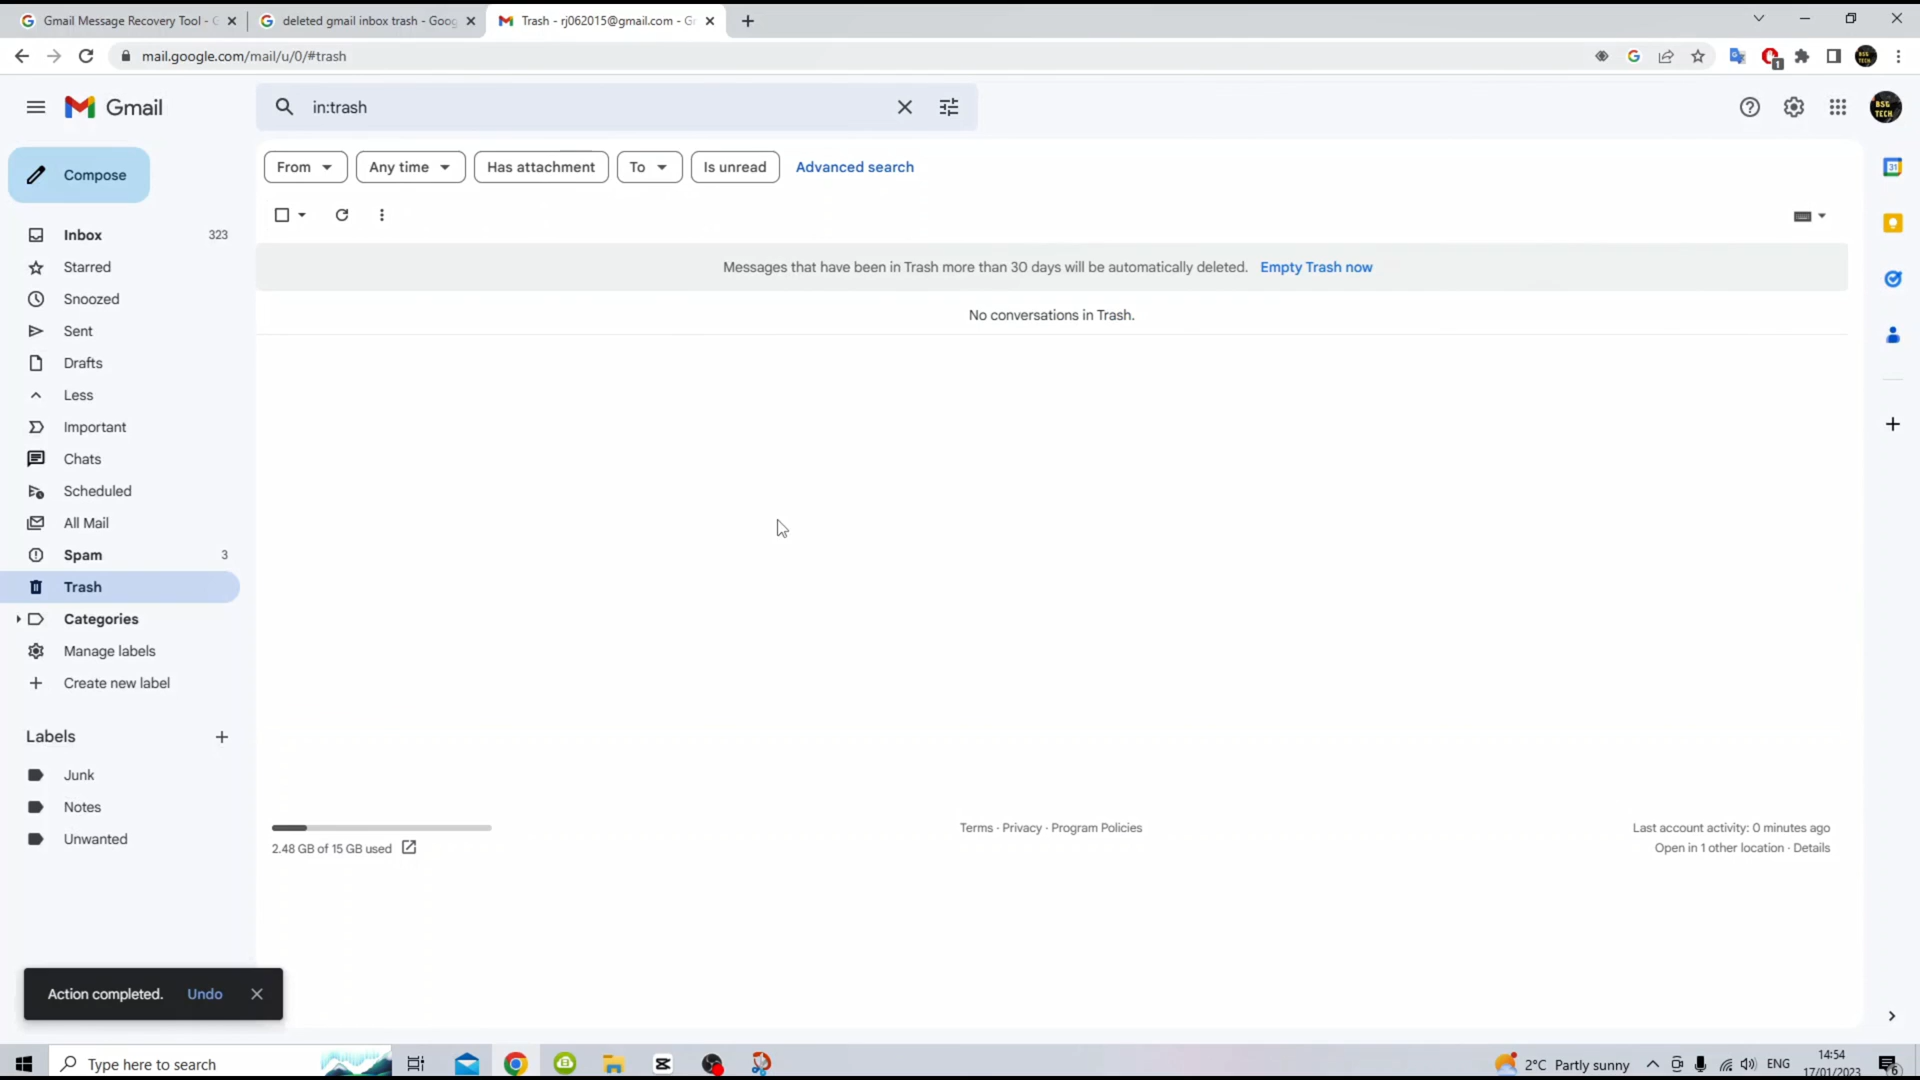 Gmail Message Recovery Tool - G
deleted gmail inbox trash - Goog
Trash - rj062015@gmail.com - Gr
mail.google.com/mail/u/0/#trash
1
Gmail
in:trash
BSG
TECH
Compose
From
Any time
Has attachment
To
Is unread
Advanced search
Inbox 323
Starred
Snoozed
Sent
Drafts
Less
Important
Chats
Scheduled
All Mail
Spam 3
Trash
Categories
Manage labels
Create new label
Labels
Junk
Notes
Unwanted
Messages that have been in Trash more than 30 days will be automatically deleted. Empty Trash now
No conversations in Trash.
31
2.48 GB of 15 GB used
Terms · Privacy · Program Policies
Last account activity: 0 minutes ago
Open in 1 other location · Details
Action completed. Undo
Type here to search
2°C Partly sunny
ENG
14:54
17/01/2023
6